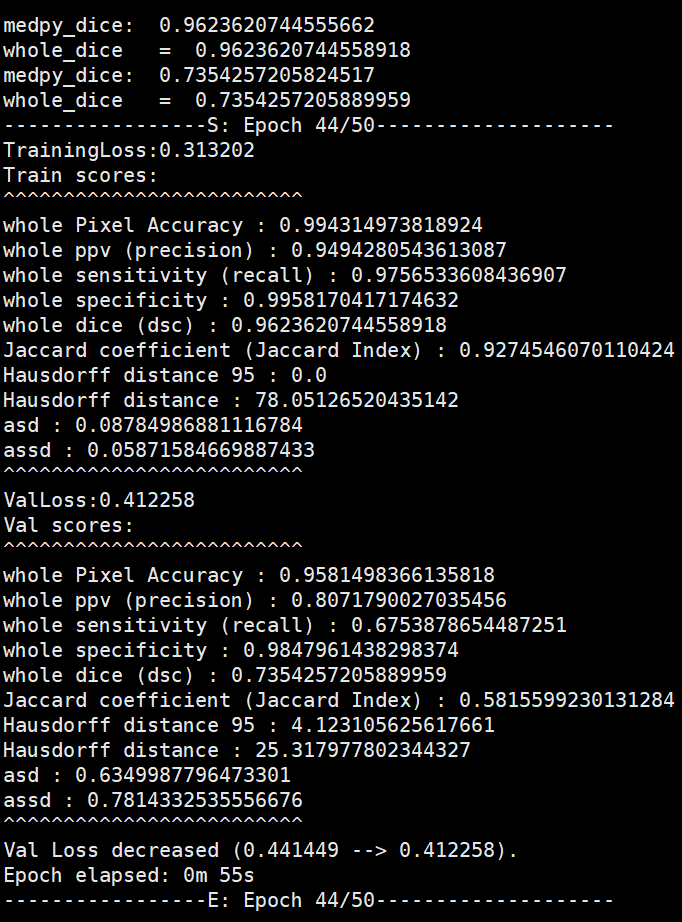 medpy_dice:  0.9623620744555662
whole_dice   =  0.9623620744558918
medpy_dice:  0.7354257205824517
whole_dice   =  0.7354257205889959
-----------------S: Epoch 44/50--------------------
TrainingLoss:0.313202
Train scores:
^^^^^^^^^^^^^^^^^^^^^^^^^
whole Pixel Accuracy : 0.994314973818924
whole ppv (precision) : 0.9494280543613087
whole sensitivity (recall) : 0.9756533608436907
whole specificity : 0.9958170417174632
whole dice (dsc) : 0.9623620744558918
Jaccard coefficient (Jaccard Index) : 0.9274546070110424
Hausdorff distance 95 : 0.0
Hausdorff distance : 78.05126520435142
asd : 0.08784986881116784
assd : 0.05871584669887433
^^^^^^^^^^^^^^^^^^^^^^^^^
ValLoss:0.412258
Val scores:
^^^^^^^^^^^^^^^^^^^^^^^^^
whole Pixel Accuracy : 0.9581498366135818
whole ppv (precision) : 0.8071790027035456
whole sensitivity (recall) : 0.6753878654487251
whole specificity : 0.9847961438298374
whole dice (dsc) : 0.7354257205889959
Jaccard coefficient (Jaccard Index) : 0.5815599230131284
Hausdorff distance 95 : 4.123105625617661
Hausdorff distance : 25.317977802344327
asd : 0.6349987796473301
assd : 0.7814332535556676
^^^^^^^^^^^^^^^^^^^^^^^^^
Val Loss decreased (0.441449 --> 0.412258).
Epoch elapsed: 0m 55s
-----------------E: Epoch 44/50--------------------